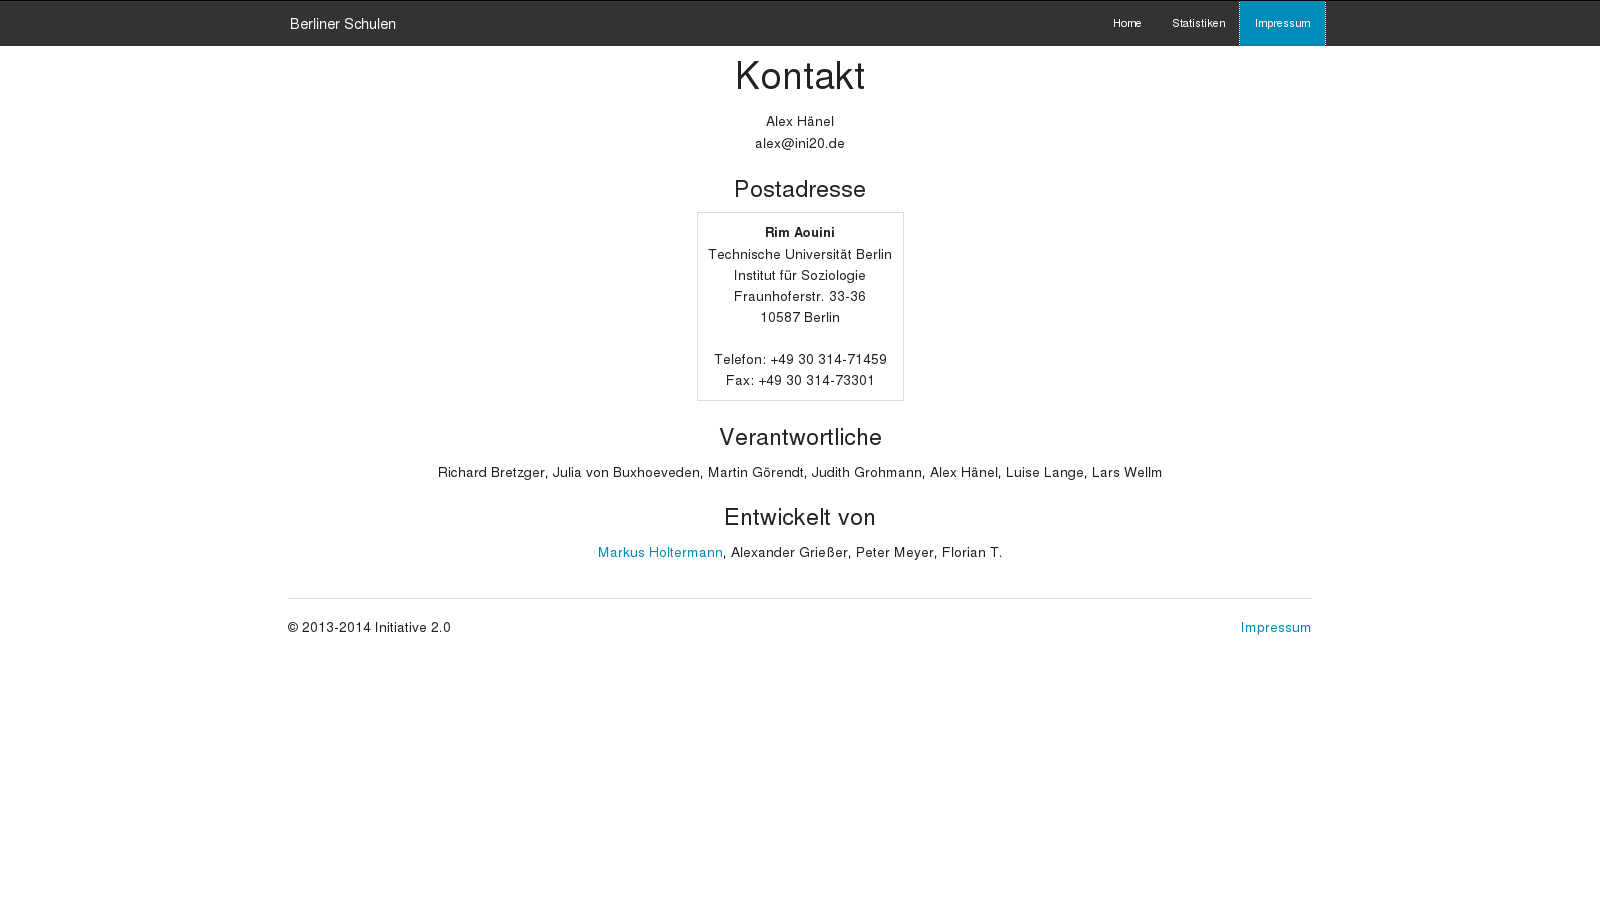 Berliner Schulen
Home
Statistiken
Impressum
Kontakt
Alex Hänel
alex@ini20.de
Postadresse
Rim Aouini
Technische Universität Berlin
Institut für Soziologie
Fraunhoferstr. 33-36
10587 Berlin
Telefon: +49 30 314-71459
Fax: +49 30 314-73301
Verantwortliche
Richard Bretzger, Julia von Buxhoeveden, Martin Görendt, Judith Grohmann, Alex Hänel, Luise Lange, Lars Wellm
Entwickelt von
Markus Holtermann, Alexander Grießer, Peter Meyer, Florian T.
© 2013-2014 Initiative 2.0
Impressum